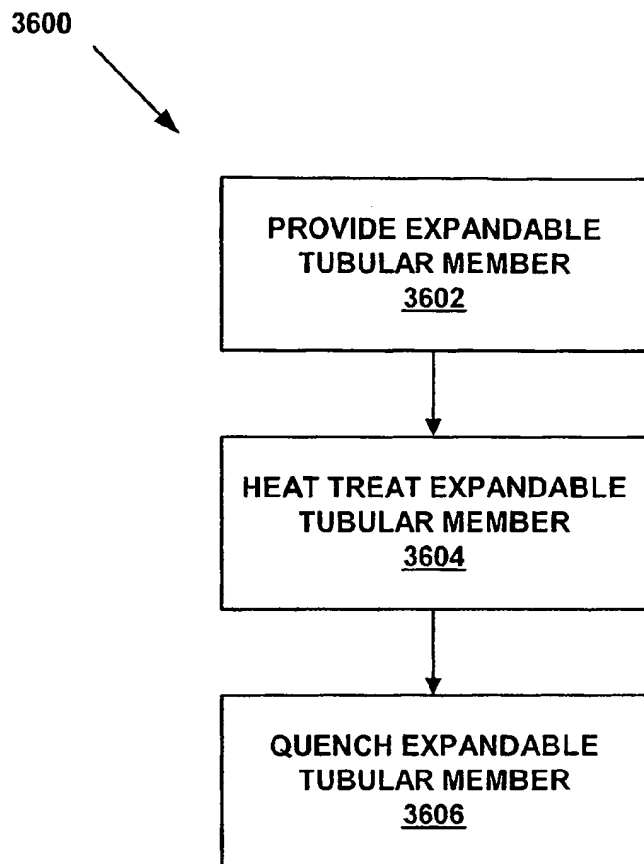 3600
PROVIDE EXPANDABLE
TUBULAR MEMBER
3602
HEAT TREAT EXPANDABLE
TUBULAR MEMBER
3604
QUENCH EXPANDABLE
TUBULAR MEMBER
3606